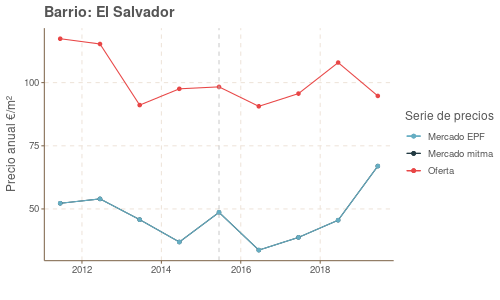 Barrio: El Salvador
Precio anual €/m²
100
75
50
2012
2014
2016
2018
Serie de precios
Mercado EPF
Mercado mitma
Oferta